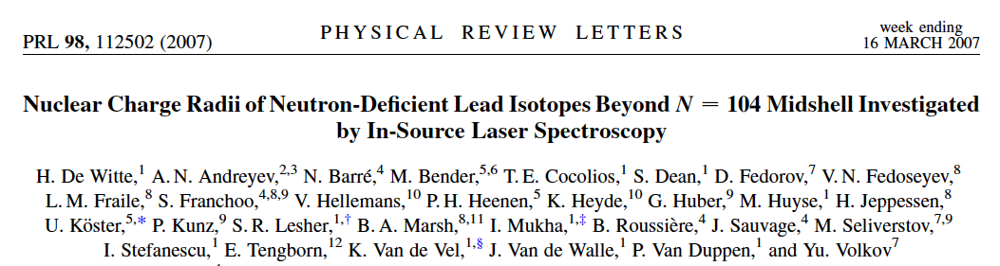 PRL 98, 112502 (2007)
PHYSICAL REVIEW LETTERS
week ending
16 MARCH 2007
Nuclear Charge Radii of Neutron-Deficient Lead Isotopes Beyond N = 104 Midshell Investigated
by In-Source Laser Spectroscopy
H. De Witte,1 A. N. Andreyev,2,3 N. Barré,4 M. Bender,5,6 T. E. Cocolios,1 S. Dean,1 D. Fedorov,7 V. N. Fedoseyev,8
L. M. Fraile,8 S. Franchoo,4,8,9 V. Hellemans,10 P. H. Heenen,5 K. Heyde,10 G. Huber,9 M. Huyse,1 H. Jeppessen,8
U. Köster,5,* P. Kunz,9 S. R. Lesher,1,† B. A. Marsh,8,11 I. Mukha,1,‡ B. Roussière,4 J. Sauvage,4 M. Seliverstov,7,9
I. Stefanescu,1 E. Tengborn,12 K. Van de Vel,1,§ J. Van de Walle,1 P. Van Duppen,1 and Yu. Volkov7